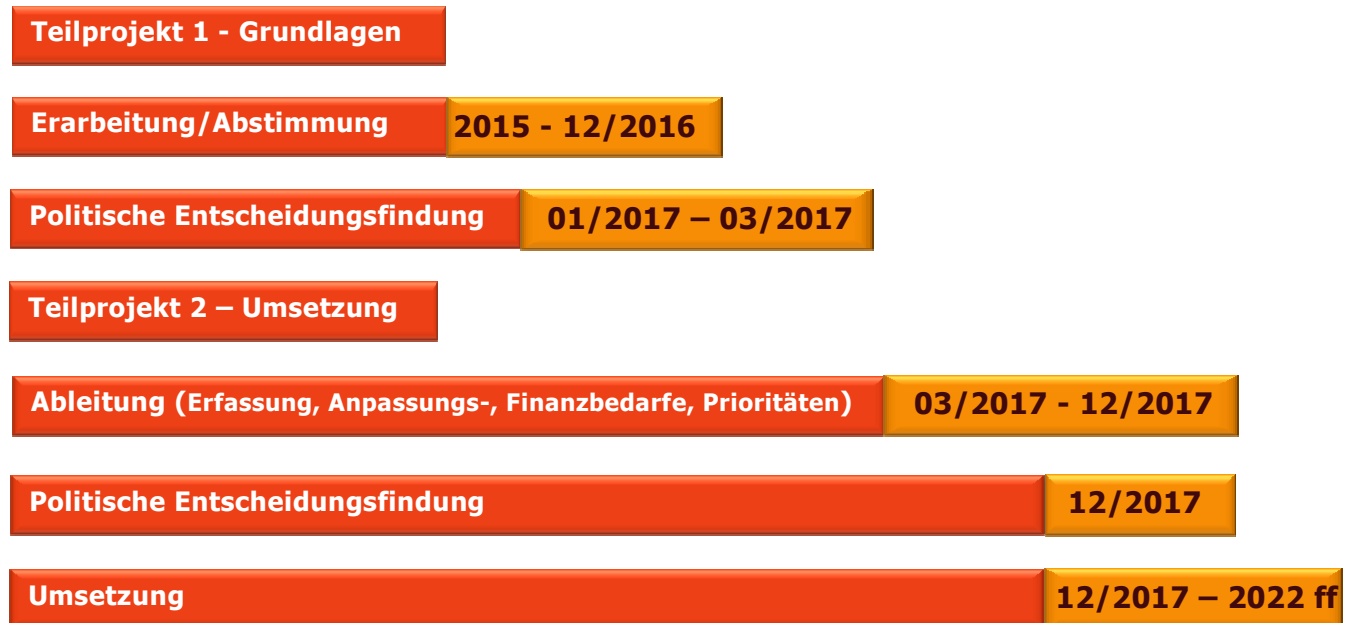 Teilprojekt 1 - Grundlagen
Erarbeitung/Abstimmung 2015 - 12/2016
Politische Entscheidungsfindung 01/2017 – 03/2017
Teilprojekt 2 – Umsetzung
Ableitung (Erfassung, Anpassungs-, Finanzbedarfe, Prioritäten) 03/2017 - 12/2017
Politische Entscheidungsfindung 12/2017
Umsetzung 12/2017 – 2022 ff